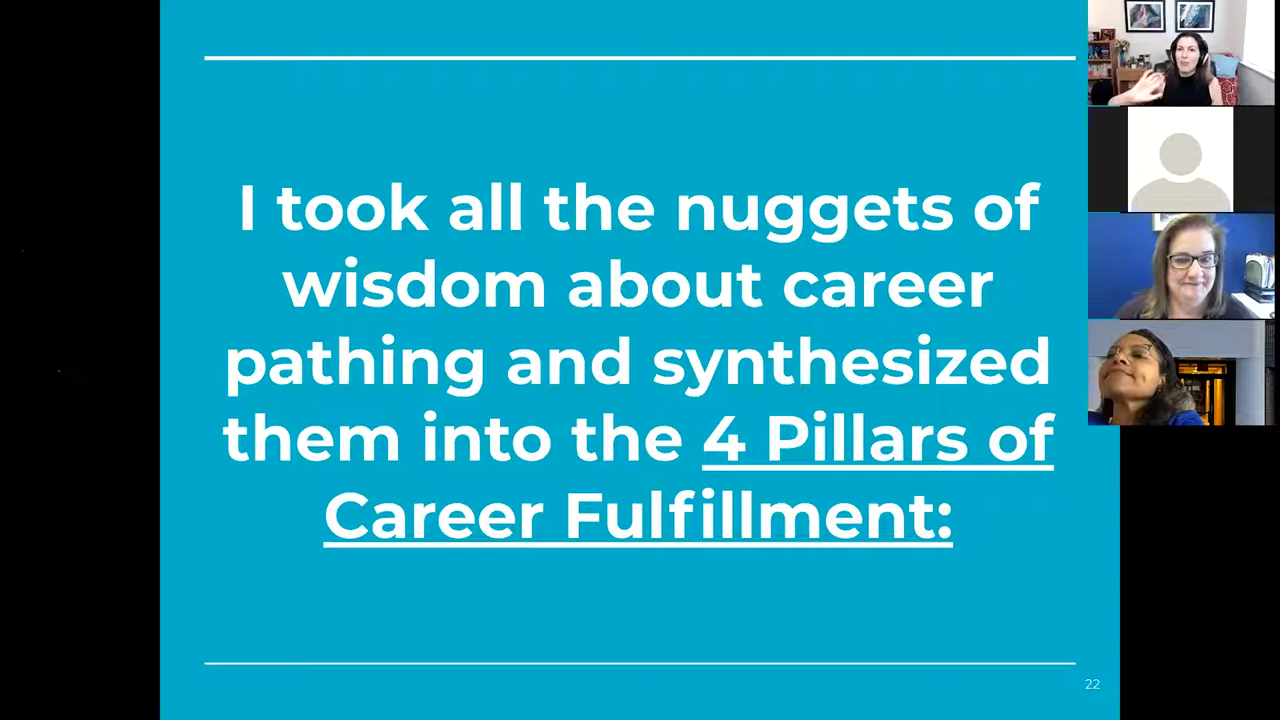 I took all the nuggets of
wisdom about career
pathing and synthesized
them into the 4 Pillars of
Career Fulfillment:
22